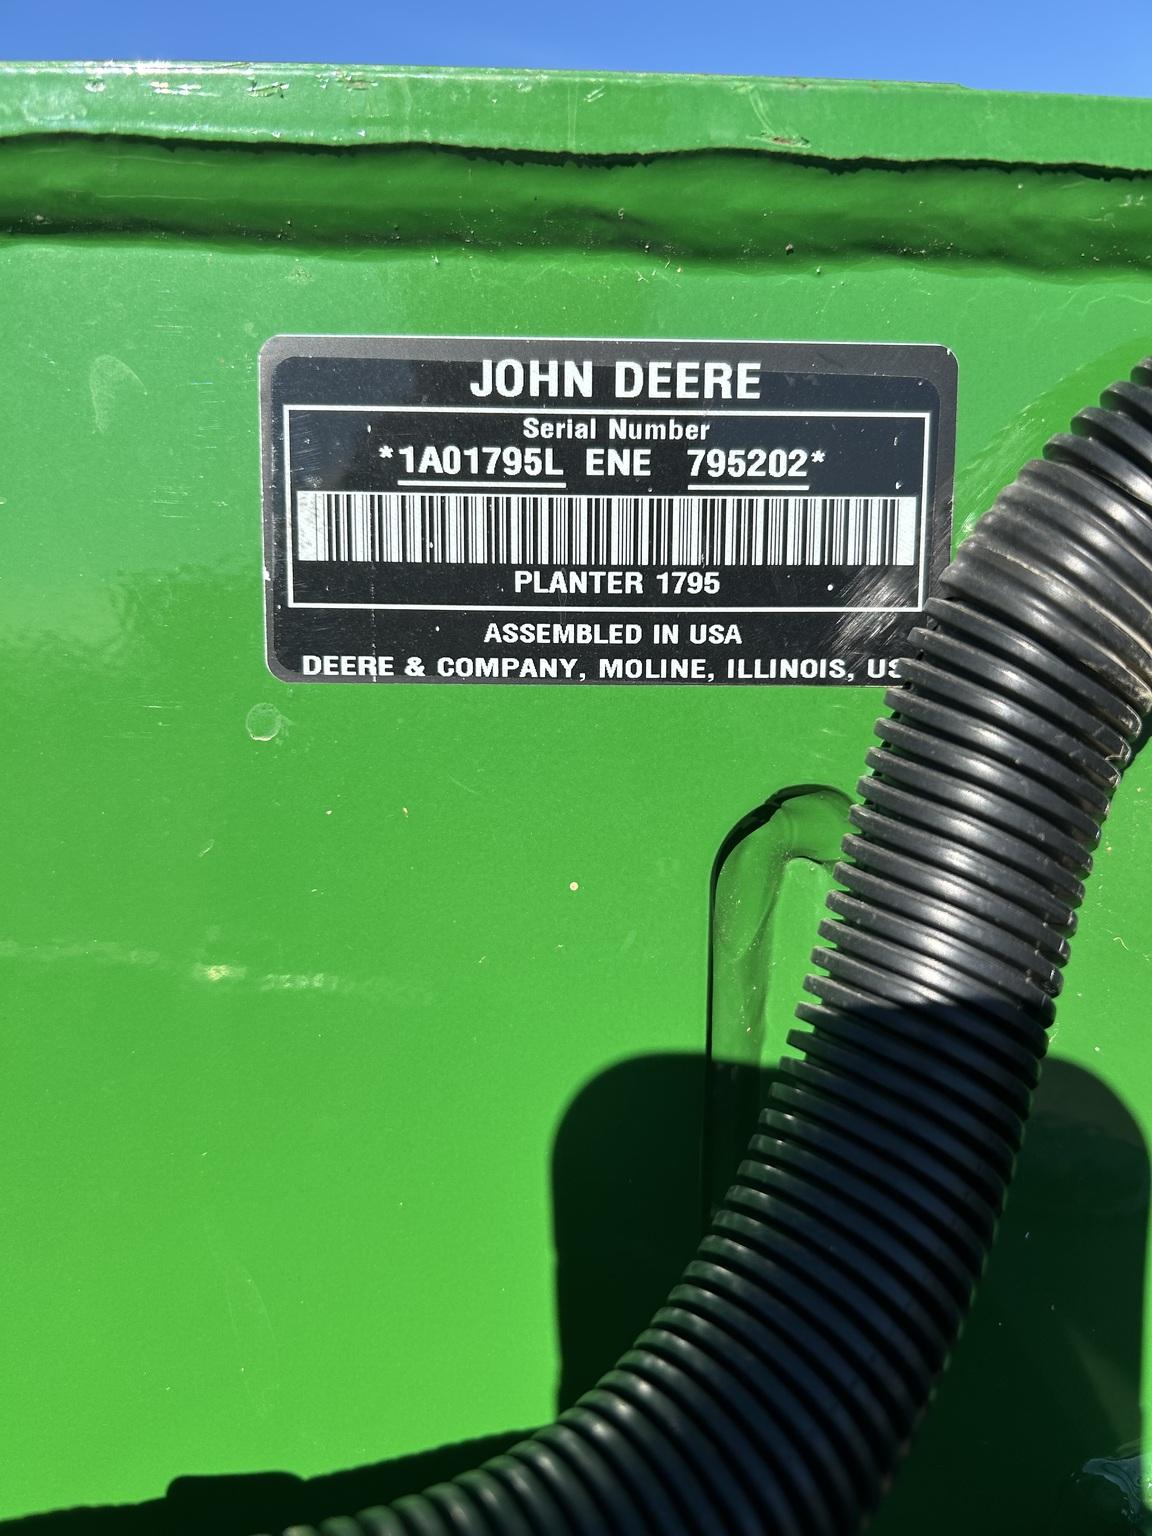 JOHN DEERE
Serial Number
*1A01795L ENE 795202*
PLANTER 1795
ASSEMBLED IN USA
DEERE & COMPANY, MOLINE, ILLINOIS, US